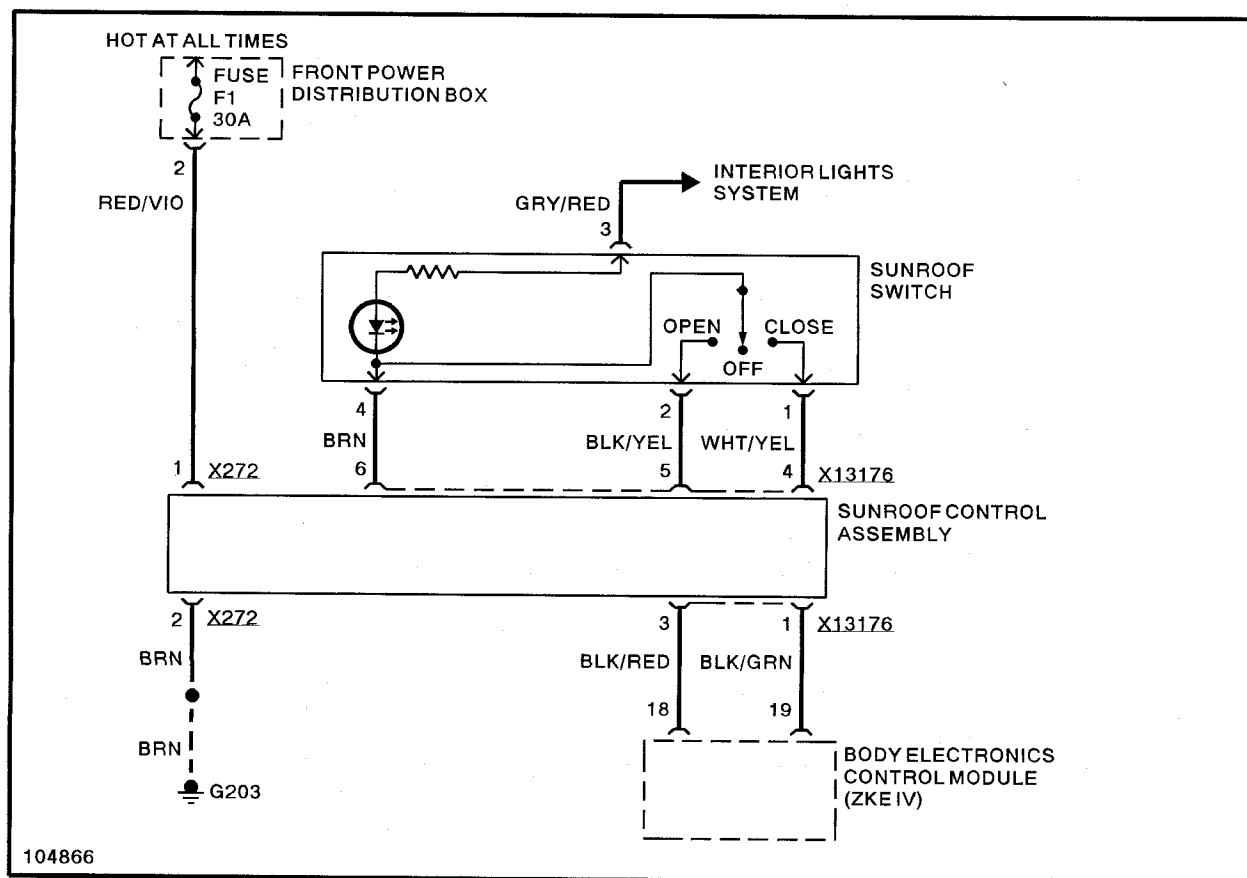 HOT AT ALL TIMES
FUSE
F1
30A
FRONT POWER
DISTRIBUTION BOX
2
RED/VIO
INTERIOR LIGHTS
SYSTEM
GRY/RED
3
SUNROOF
SWITCH
OPEN
CLOSE
OFF
4
2
1
BRN
BLK/YEL
WHT/YEL
1
X272
6
5
4
X13176
SUNROOF CONTROL
ASSEMBLY
2
X272
3
1
X13176
BRN
BLK/RED
BLK/GRN
18
19
BRN
G203
BODY ELECTRONICS
CONTROL MODULE
(ZKE IV)
104866